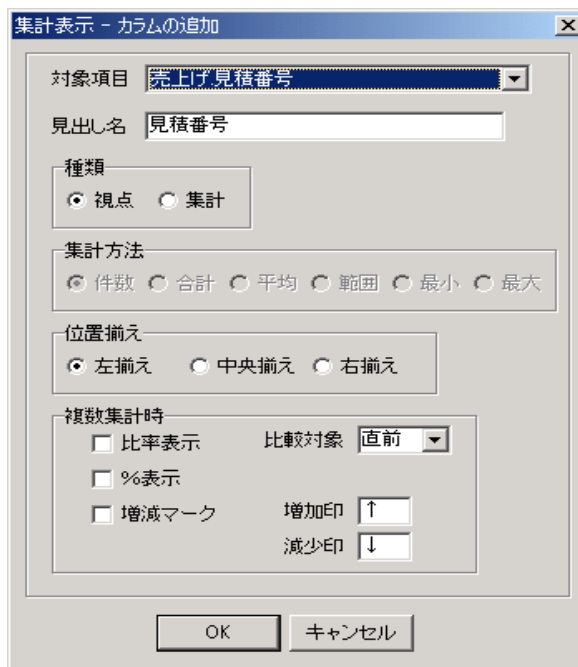 集計表示 - カラムの追加
対象項目 売上げ.見積番号
見出し名 見積番号
種類
視点 集計
集計方法
件数 合計 平均 範囲 最小 最大
位置揃え
左揃え 中央揃え 右揃え
複数集計時
比率表示 比較対象 直前
%表示
増減マーク 増加印 ↑
減少印 ↓
OK キャンセル